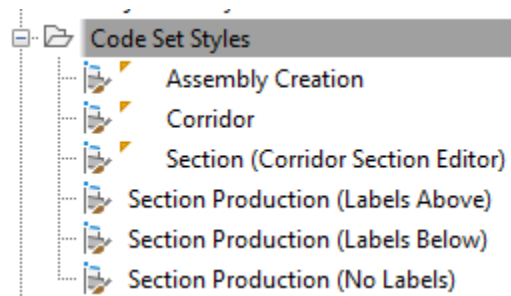 Code Set Styles
Assembly Creation
Corridor
Section (Corridor Section Editor)
Section Production (Labels Above)
Section Production (Labels Below)
Section Production (No Labels)